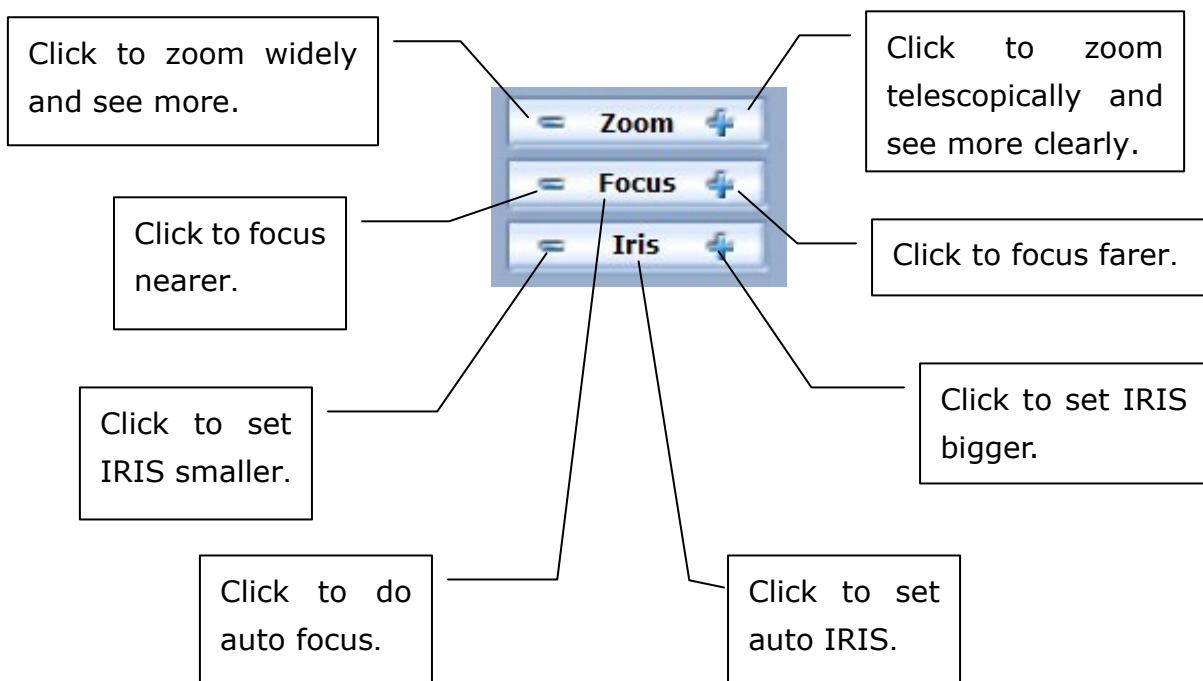 Click to zoom widely
and see more.
Click to zoom
telescopically and
see more clearly.
Zoom
Focus
Iris
Click to focus
nearer.
Click to focus farer.
Click to set
IRIS smaller.
Click to set IRIS
bigger.
Click to do
auto focus.
Click to set
auto IRIS.